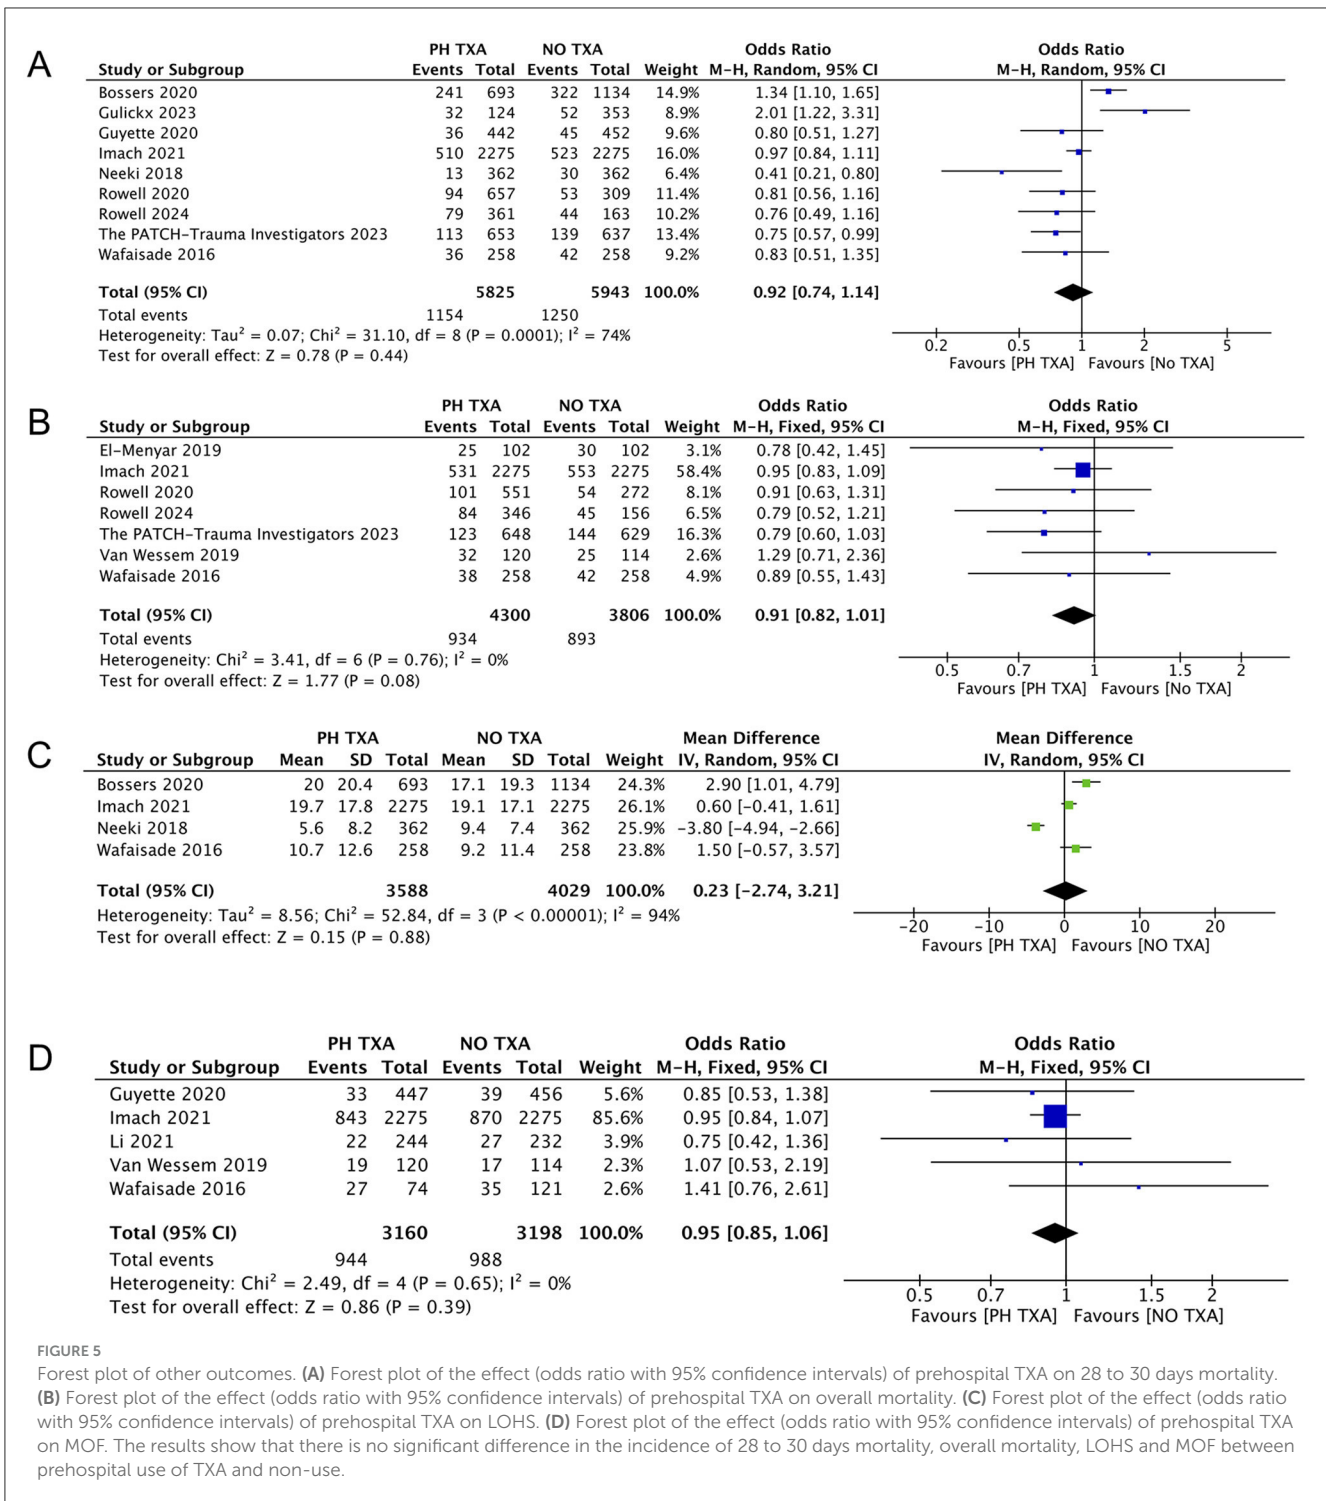 A
PH TXA NO TXA Odds Ratio Odds Ratio
Study or Subgroup Events Total Events Total Weight M-H, Random, 95% CI M-H, Random, 95% CI
Bossers 2020 241 693 322 1134 14.9% 1.34 [1.10, 1.65]
Gulickx 2023 32 124 52 353 8.9% 2.01 [1.22, 3.31]
Guyette 2020 36 442 45 452 9.6% 0.80 [0.51, 1.27]
Imach 2021 510 2275 523 2275 16.0% 0.97 [0.84, 1.11]
Neeki 2018 13 362 30 362 6.4% 0.41 [0.21, 0.80]
Rowell 2020 94 657 53 309 11.4% 0.81 [0.56, 1.16]
Rowell 2024 79 361 44 163 10.2% 0.76 [0.49, 1.16]
The PATCH-Trauma Investigators 2023 113 653 139 637 13.4% 0.75 [0.57, 0.99]
Wafaisade 2016 36 258 42 258 9.2% 0.83 [0.51, 1.35]
Total (95% CI) 5825 5943 100.0% 0.92 [0.74, 1.14]
Total events 1154 1250
Heterogeneity: Tau² = 0.07; Chi² = 31.10, df = 8 (P = 0.0001); I² = 74%
Test for overall effect: Z = 0.78 (P = 0.44)
0.2 0.5 1 2 5
Favours [PH TXA] Favours [No TXA]
B
PH TXA NO TXA Odds Ratio Odds Ratio
Study or Subgroup Events Total Events Total Weight M-H, Fixed, 95% CI M-H, Fixed, 95% CI
El-Menyar 2019 25 102 30 102 3.1% 0.78 [0.42, 1.45]
Imach 2021 531 2275 553 2275 58.4% 0.95 [0.83, 1.09]
Rowell 2020 101 551 54 272 8.1% 0.91 [0.63, 1.31]
Rowell 2024 84 346 45 156 6.5% 0.79 [0.52, 1.21]
The PATCH-Trauma Investigators 2023 123 648 144 629 16.3% 0.79 [0.60, 1.03]
Van Wessem 2019 32 120 25 114 2.6% 1.29 [0.71, 2.36]
Wafaisade 2016 38 258 42 258 4.9% 0.89 [0.55, 1.43]
Total (95% CI) 4300 3806 100.0% 0.91 [0.82, 1.01]
Total events 934 893
Heterogeneity: Chi² = 3.41, df = 6 (P = 0.76); I² = 0%
Test for overall effect: Z = 1.77 (P = 0.08)
0.5 0.7 1 1.5 2
Favours [PH TXA] Favours [No TXA]
C
PH TXA NO TXA Mean Difference Mean Difference
Study or Subgroup Mean SD Total Mean SD Total Weight IV, Random, 95% CI IV, Random, 95% CI
Bossers 2020 20 20.4 693 17.1 19.3 1134 24.3% 2.90 [1.01, 4.79]
Imach 2021 19.7 17.8 2275 19.1 17.1 2275 26.1% 0.60 [-0.41, 1.61]
Neeki 2018 5.6 8.2 362 9.4 7.4 362 25.9% -3.80 [-4.94, -2.66]
Wafaisade 2016 10.7 12.6 258 9.2 11.4 258 23.8% 1.50 [-0.57, 3.57]
Total (95% CI) 3588 4029 100.0% 0.23 [-2.74, 3.21]
Heterogeneity: Tau² = 8.56; Chi² = 52.84, df = 3 (P < 0.00001); I² = 94%
Test for overall effect: Z = 0.15 (P = 0.88)
-20 -10 0 10 20
Favours [PH TXA] Favours [NO TXA]
D
PH TXA NO TXA Odds Ratio Odds Ratio
Study or Subgroup Events Total Events Total Weight M-H, Fixed, 95% CI M-H, Fixed, 95% CI
Guyette 2020 33 447 39 456 5.6% 0.85 [0.53, 1.38]
Imach 2021 843 2275 870 2275 85.6% 0.95 [0.84, 1.07]
Li 2021 22 244 27 232 3.9% 0.75 [0.42, 1.36]
Van Wessem 2019 19 120 17 114 2.3% 1.07 [0.53, 2.19]
Wafaisade 2016 27 74 35 121 2.6% 1.41 [0.76, 2.61]
Total (95% CI) 3160 3198 100.0% 0.95 [0.85, 1.06]
Total events 944 988
Heterogeneity: Chi² = 2.49, df = 4 (P = 0.65); I² = 0%
Test for overall effect: Z = 0.86 (P = 0.39)
0.5 0.7 1 1.5 2
Favours [PH TXA] Favours [NO TXA]
FIGURE 5
Forest plot of other outcomes. (A) Forest plot of the effect (odds ratio with 95% confidence intervals) of prehospital TXA on 28 to 30 days mortality.
(B) Forest plot of the effect (odds ratio with 95% confidence intervals) of prehospital TXA on overall mortality. (C) Forest plot of the effect (odds ratio
with 95% confidence intervals) of prehospital TXA on LOHS. (D) Forest plot of the effect (odds ratio with 95% confidence intervals) of prehospital TXA
on MOF. The results show that there is no significant difference in the incidence of 28 to 30 days mortality, overall mortality, LOHS and MOF between
prehospital use of TXA and non-use.